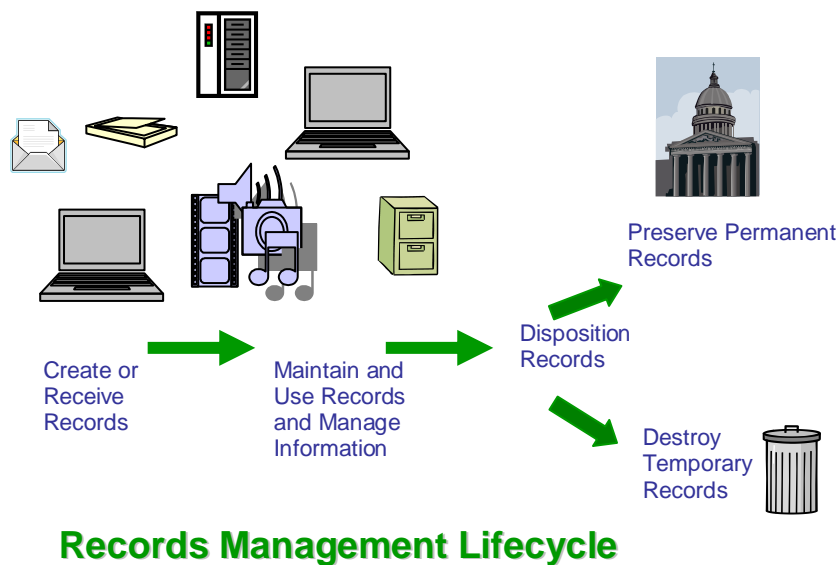 Preserve Permanent
Records
Disposition
Records
Create or
Receive
Records
Maintain and
Use Records
and Manage
Information
Destroy
Temporary
Records
Records Management Lifecycle